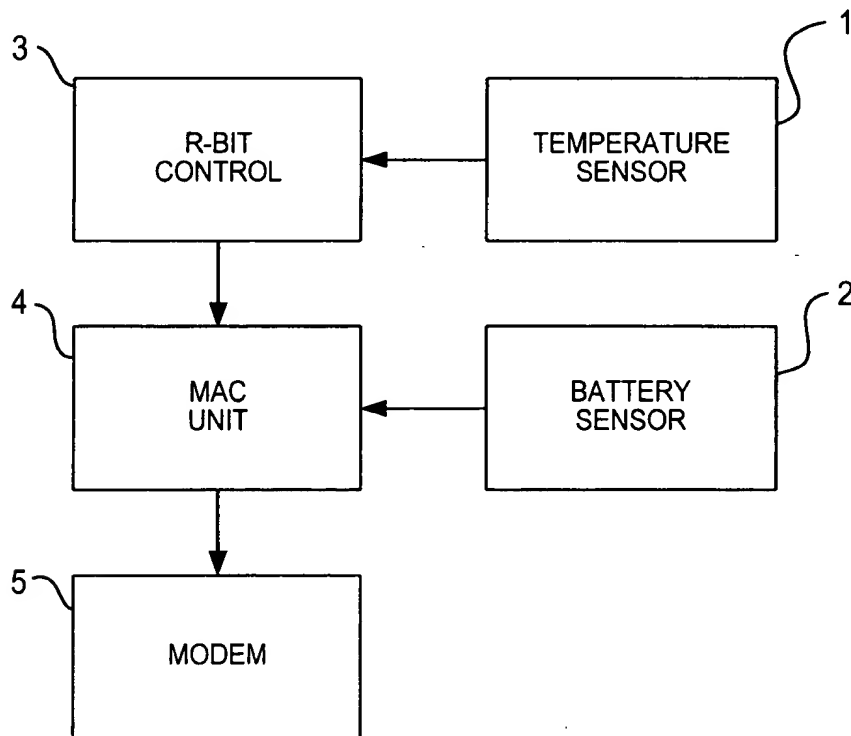 3
1
R-BIT
CONTROL
TEMPERATURE
SENSOR
4
2
MAC
UNIT
BATTERY
SENSOR
5
MODEM